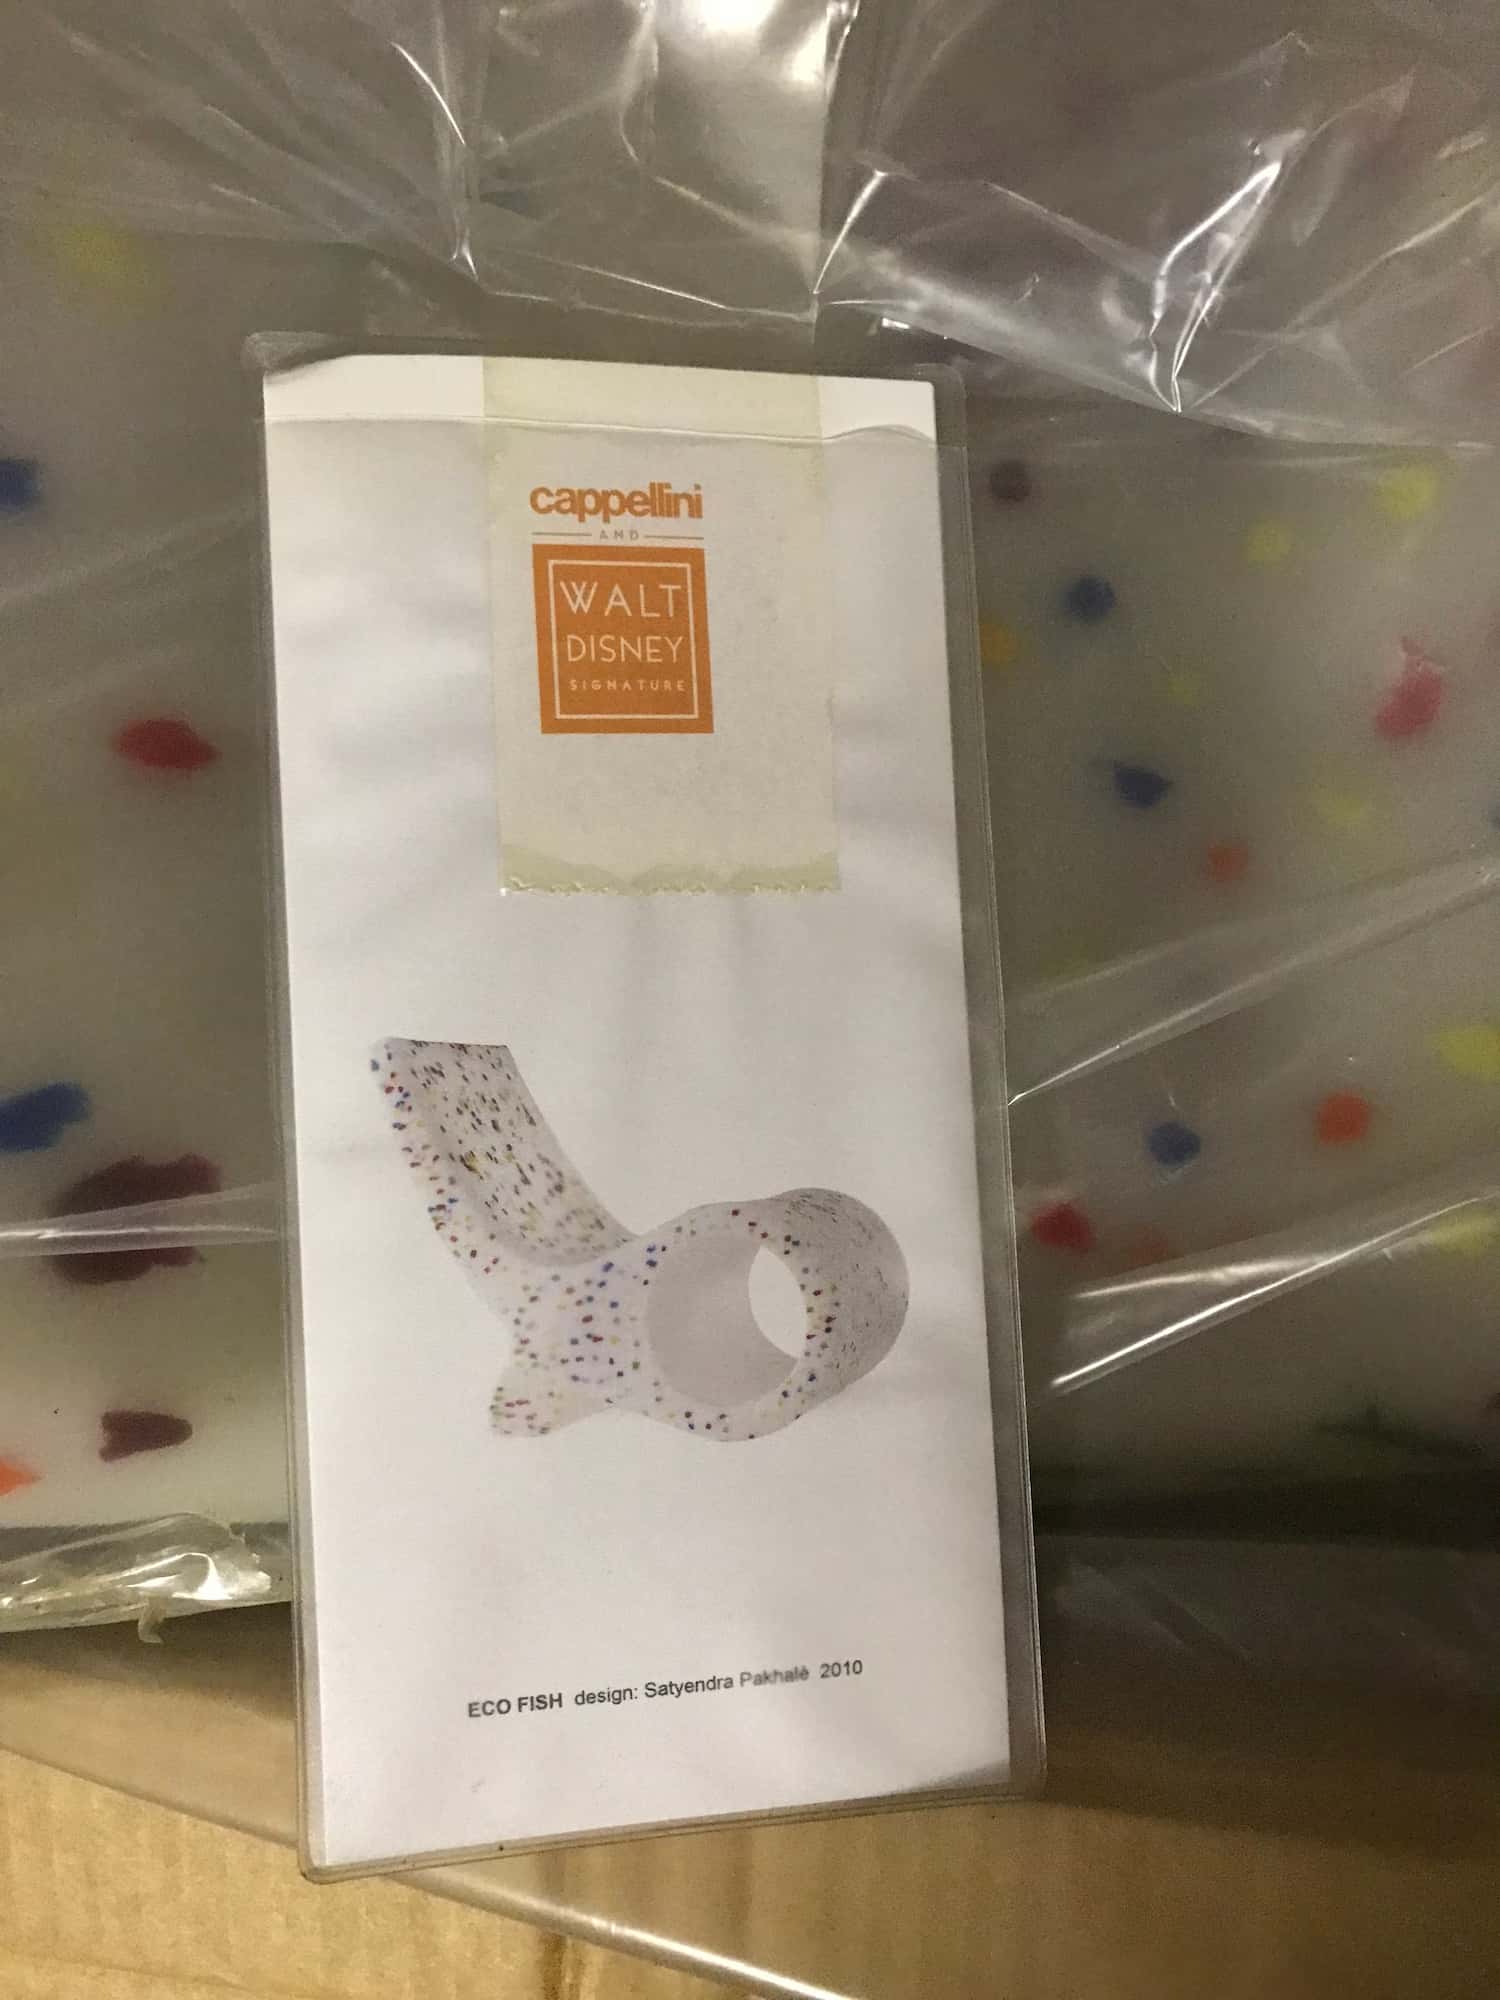 cappellini
AND
WALT
DISNEY
SIGNATURE
ECO FISH design: Satyendra Pakhalè 2010